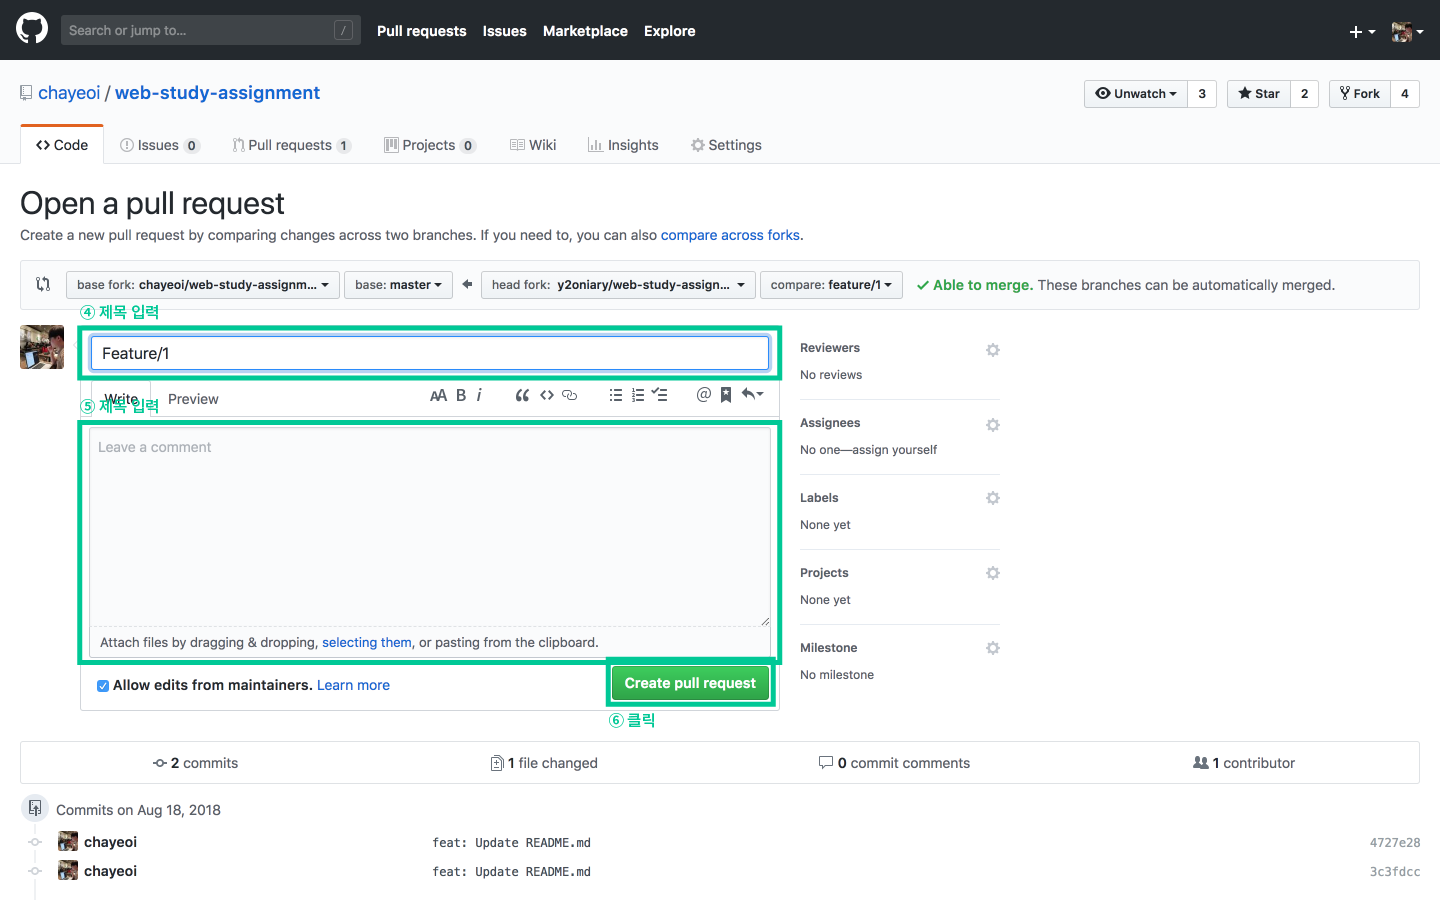 Search or jump to... /
Pull requests Issues Marketplace Explore
chayeoi / web-study-assignment
Unwatch 3 Star 2 Fork 4
Code Issues 0 Pull requests 1 Projects 0 Wiki Insights Settings
Open a pull request
Create a new pull request by comparing changes across two branches. If you need to, you can also compare across forks.
base fork: chayeoi/web-study-assignm... base: master head fork: y2oniary/web-study-assign... compare: feature/1 Able to merge. These branches can be automatically merged.
④ 제목 입력
Feature/1
Write Preview
AA B i
⑤ 제목 입력
Leave a comment
Attach files by dragging & dropping, selecting them, or pasting from the clipboard.
Allow edits from maintainers. Learn more
Create pull request
⑥ 클릭
Reviewers
No reviews
Assignees
No one—assign yourself
Labels
None yet
Projects
None yet
Milestone
No milestone
2 commits 1 file changed 0 commit comments 1 contributor
Commits on Aug 18, 2018
chayeoi feat: Update README.md 4727e28
chayeoi feat: Update README.md 3c3fdcc